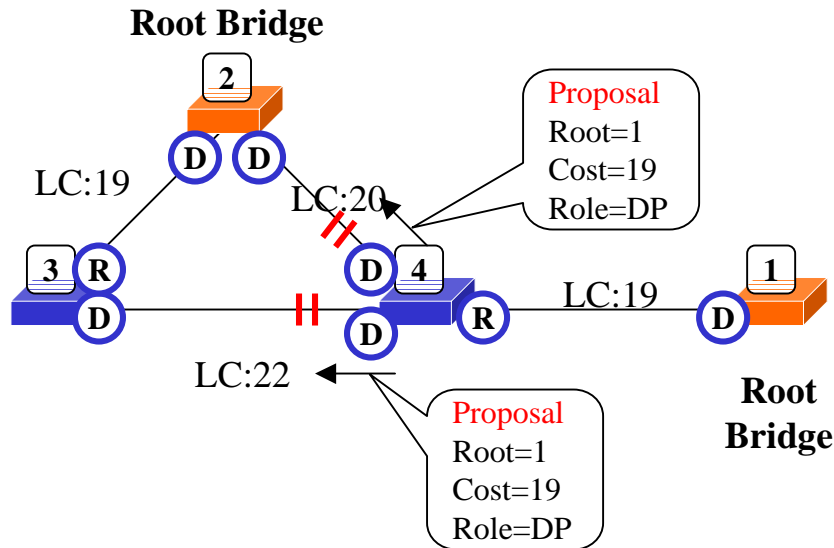 Root Bridge
2
Proposal
Root=1
Cost=19
Role=DP
D D
LC:19
LC:20
3 R
D 4
1
LC:19
D
D
R
D
LC:22
Root
Bridge
Proposal
Root=1
Cost=19
Role=DP